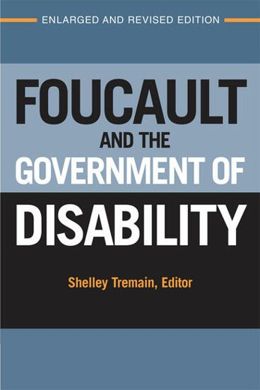 ENLARGED AND REVISED EDITION
FOUCAULT
AND THE
GOVERNMENT OF
DISABILITY
Shelley Tremain, Editor